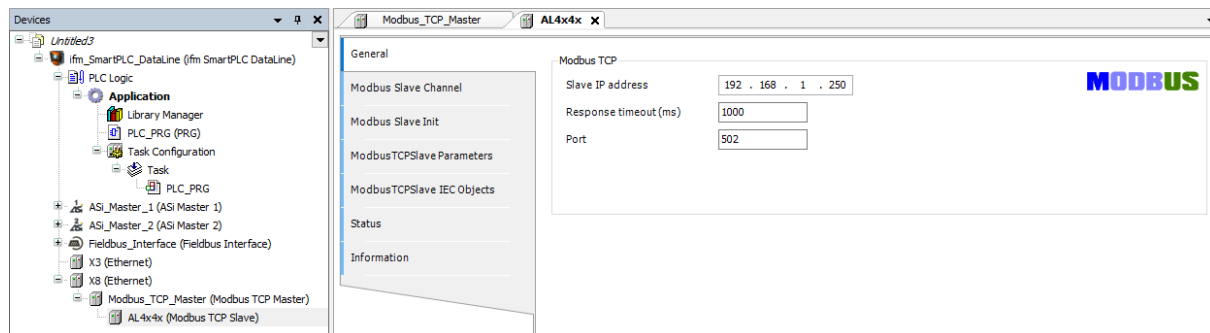 Devices
Untitled3
ifm_SmartPLC_DataLine (ifm SmartPLC DataLine)
PLC Logic
Application
Library Manager
PLC_PRG (PRG)
Task Configuration
Task
PLC_PRG
ASi_Master_1 (ASi Master 1)
ASi_Master_2 (ASi Master 2)
Fieldbus_Interface (Fieldbus Interface)
X3 (Ethernet)
X8 (Ethernet)
Modbus_TCP_Master (Modbus TCP Master)
AL4x4x (Modbus TCP Slave)
Modbus_TCP_Master
AL4x4x
General
Modbus Slave Channel
Modbus Slave Init
ModbusTCPSlave Parameters
ModbusTCPSlave IEC Objects
Status
Information
Modbus TCP
Slave IP address 192 . 168 . 1 . 250
Response timeout (ms) 1000
Port 502
MODBUS